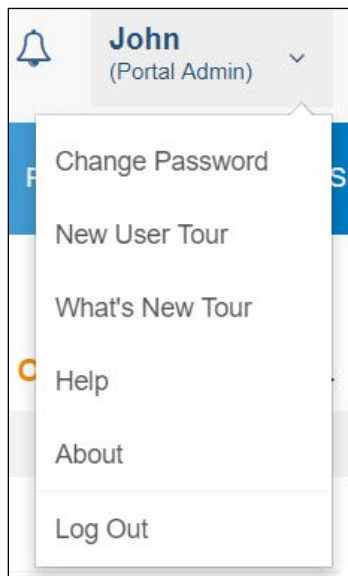 John
(Portal Admin)
Change Password
New User Tour
What's New Tour
Help
About
Log Out